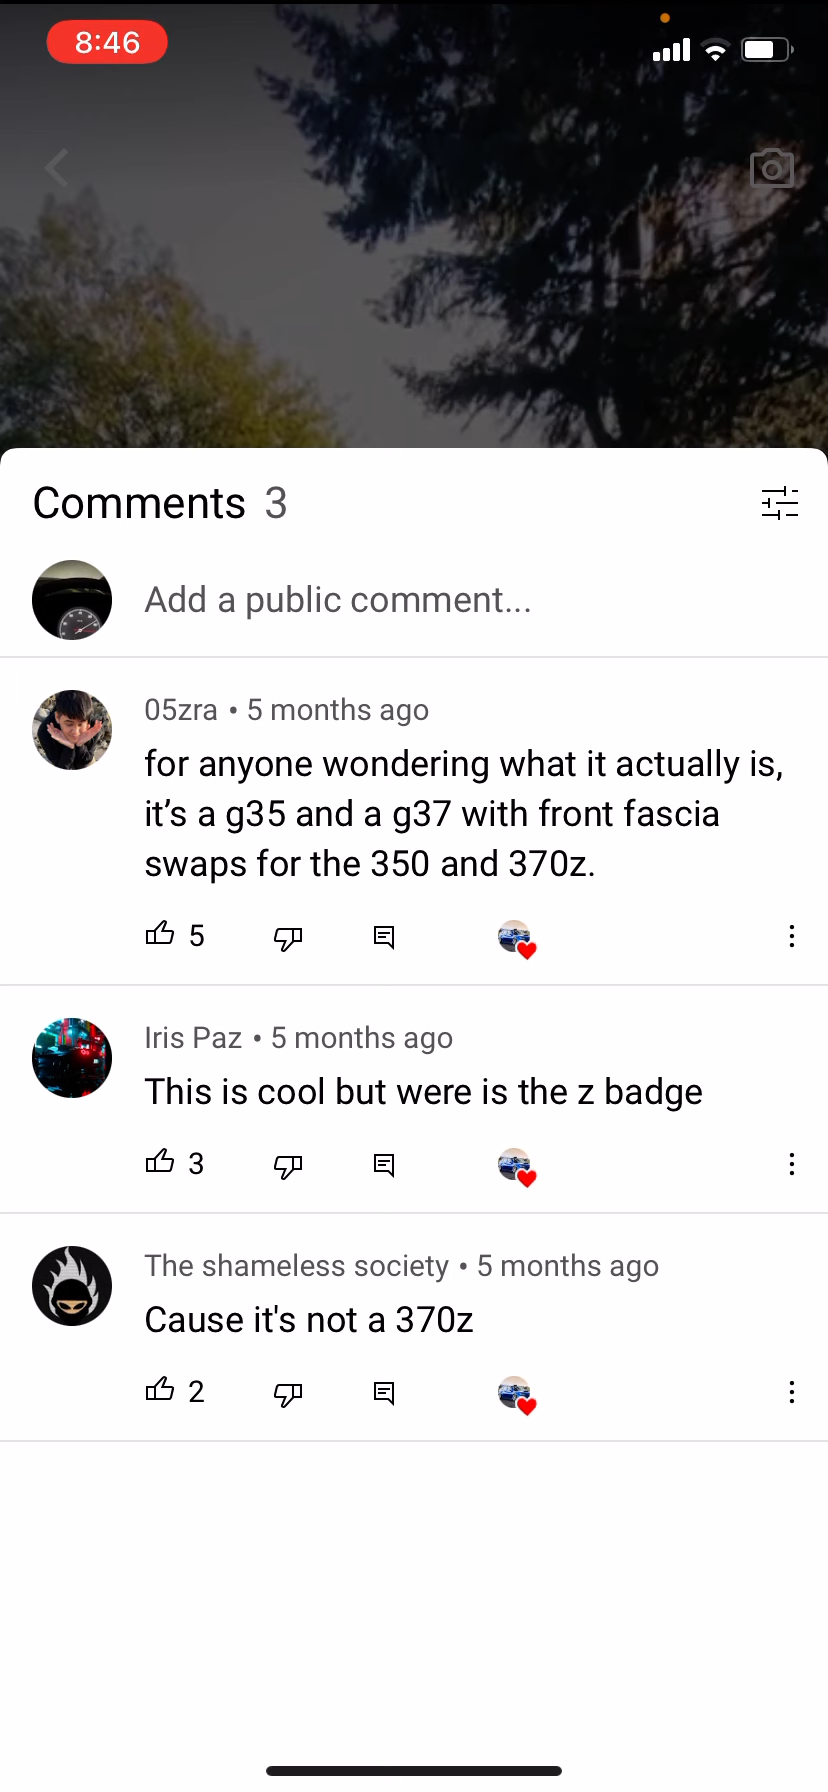 8:46
Comments 3
Add a public comment...
05zra • 5 months ago
for anyone wondering what it actually is,
it’s a g35 and a g37 with front fascia
swaps for the 350 and 370z.
5
Iris Paz • 5 months ago
This is cool but were is the z badge
3
The shameless society • 5 months ago
Cause it's not a 370z
2